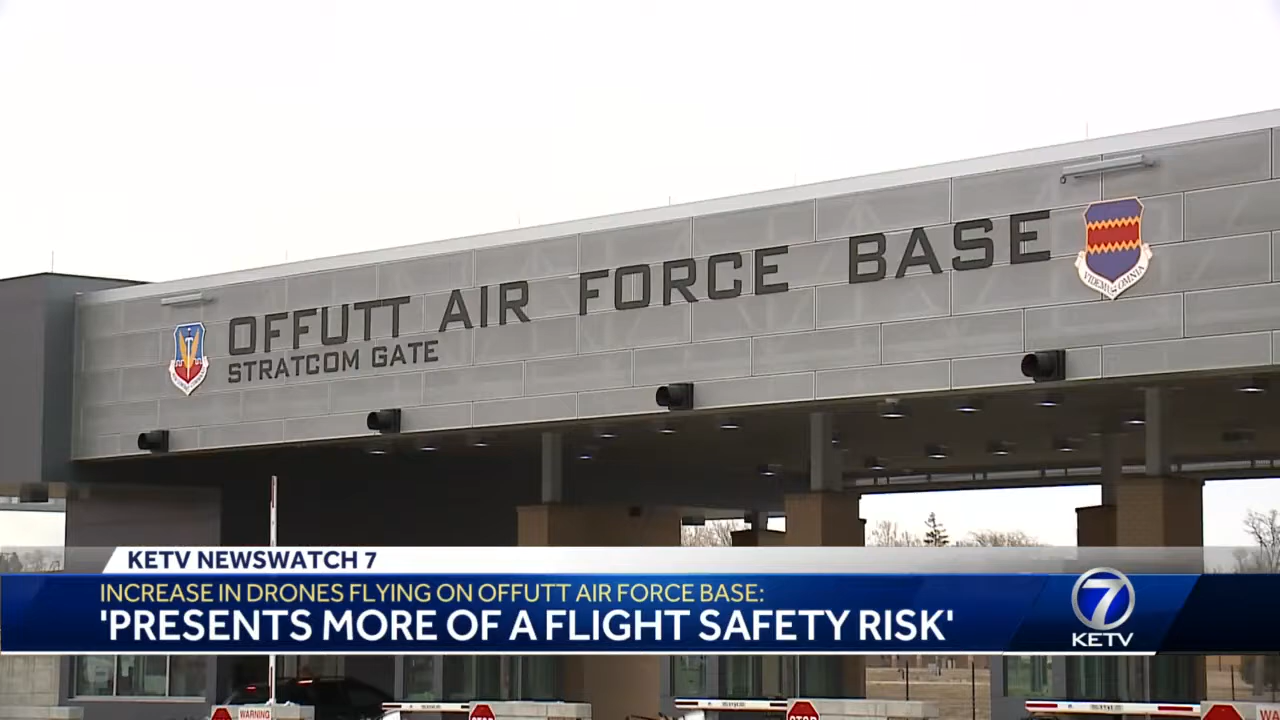 OFFUTT AIR FORCE BASE
STRATCOM GATE
VIDEMUS OMNIA
KETV NEWSWATCH 7
INCREASE IN DRONES FLYING ON OFFUTT AIR FORCE BASE:
'PRESENTS MORE OF A FLIGHT SAFETY RISK'
7
KETV
WARNING
STOP
STOP